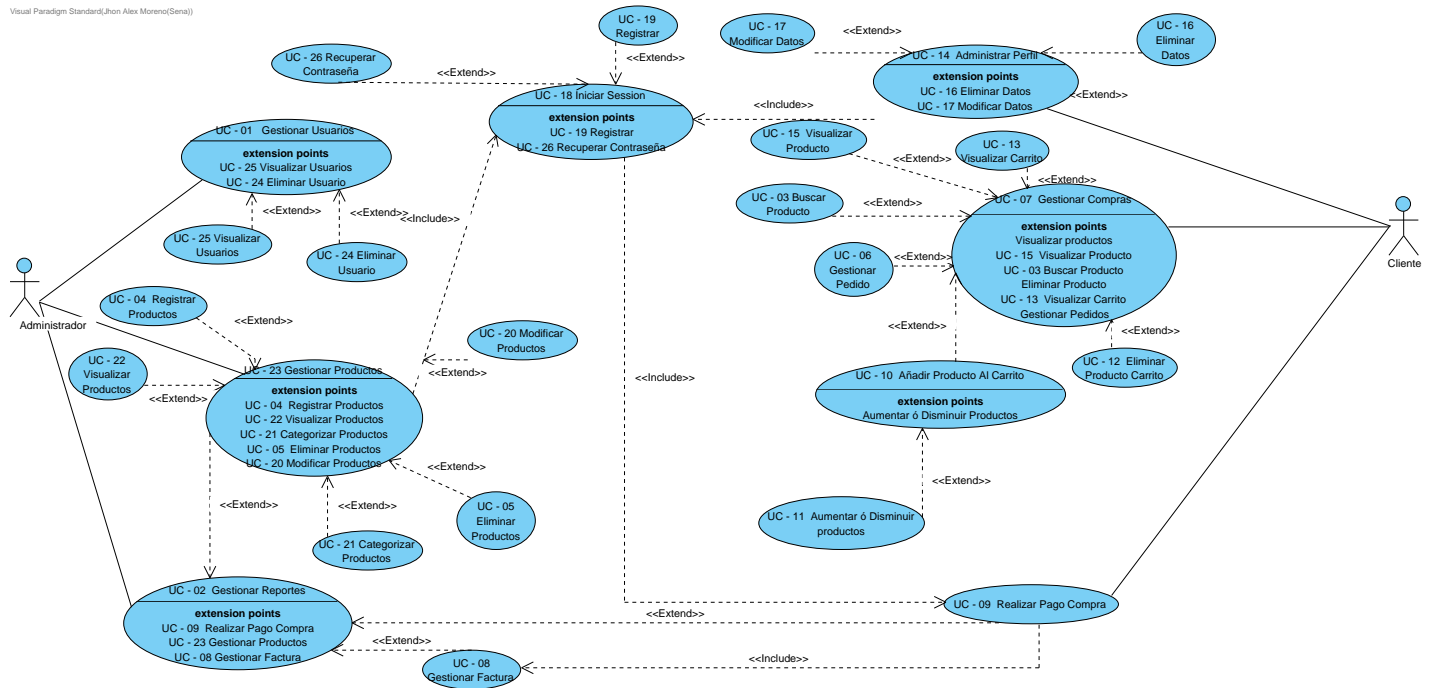 Visual Paradigm Standard(Jhon Alex Moreno(Sena))
UC - 19
Registrar
UC - 17
Modificar Datos
<<Extend>>
UC - 16
Eliminar
Datos
UC - 26 Recuperar
Contraseña
<<Extend>>
<<Extend>>
UC - 14 Administrar Perfil
extension points
UC - 16 Eliminar Datos
UC - 17 Modificar Datos
<<Extend>>
UC - 18 Iniciar Session
extension points
UC - 19 Registrar
UC - 26 Recuperar Contraseña
<<Include>>
UC - 01 Gestionar Usuarios
extension points
UC - 25 Visualizar Usuarios
UC - 24 Eliminar Usuario
UC - 15 Visualizar
Producto
<<Extend>>
UC - 13
Visualizar Carrito
<<Extend>>
UC - 03 Buscar
Producto
<<Extend>>
UC - 07 Gestionar Compras
extension points
Visualizar productos
UC - 15 Visualizar Producto
UC - 03 Buscar Producto
Eliminar Producto
UC - 13 Visualizar Carrito
Gestionar Pedidos
<<Extend>>
<<Extend>>
<<Include>>
UC - 25 Visualizar
Usuarios
UC - 24 Eliminar
Usuario
UC - 06
Gestionar
Pedido
<<Extend>>
Cliente
Administrador
UC - 04 Registrar
Productos
<<Extend>>
UC - 20 Modificar
Productos
<<Extend>>
<<Extend>>
<<Extend>>
UC - 12 Eliminar
Producto Carrito
UC - 22
Visualizar
Productos
<<Extend>>
UC - 23 Gestionar Productos
extension points
UC - 04 Registrar Productos
UC - 22 Visualizar Productos
UC - 21 Categorizar Productos
UC - 05 Eliminar Productos
UC - 20 Modificar Productos
<<Include>>
UC - 10 Añadir Producto Al Carrito
extension points
Aumentar ó Disminuir Productos
<<Extend>>
<<Extend>>
<<Extend>>
<<Extend>>
UC - 05
Eliminar
Productos
UC - 11 Aumentar ó Disminuir
productos
UC - 21 Categorizar
Productos
UC - 02 Gestionar Reportes
extension points
UC - 09 Realizar Pago Compra
UC - 23 Gestionar Productos
UC - 08 Gestionar Factura
UC - 09 Realizar Pago Compra
<<Extend>>
<<Extend>>
UC - 08
Gestionar Factura
<<Include>>